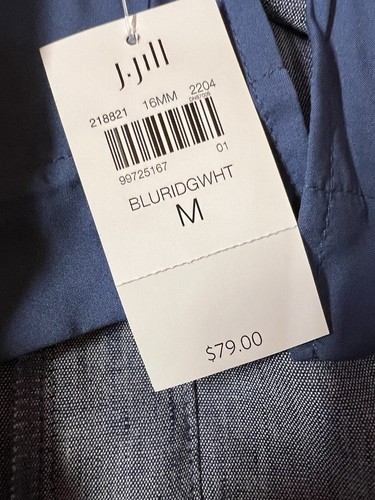 J.Jill
218821 16MM 2204
99725167 01
BLURIDGWHT
M
$79.00